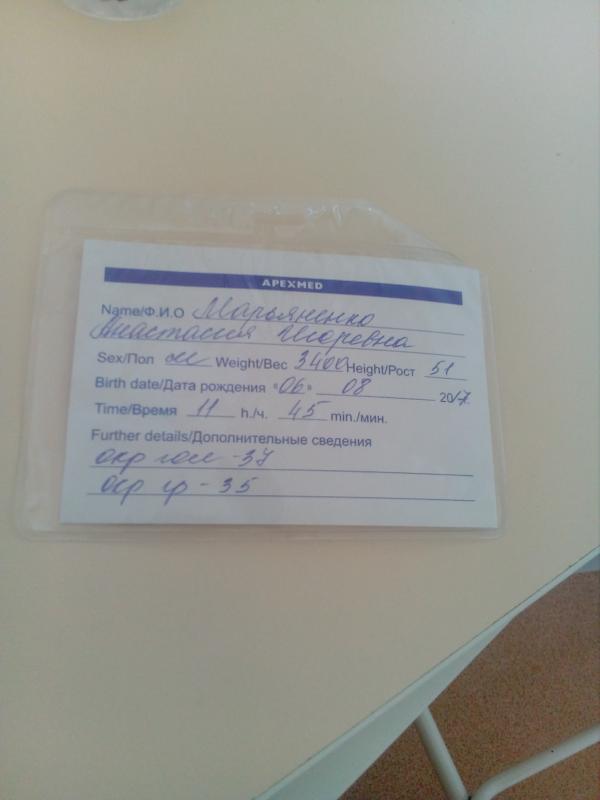 APEXMED
Name/Ф.И.О Марьяненко
Анастасия Игоревна
Sex/Пол м Weight/Вес 3400 Height/Рост 51
Birth date/Дата рождения «06» 08 2017
Time/Время 11 h./ч. 45 min./мин.
Further details/Дополнительные сведения
окр гол - 37
окр гр - 35